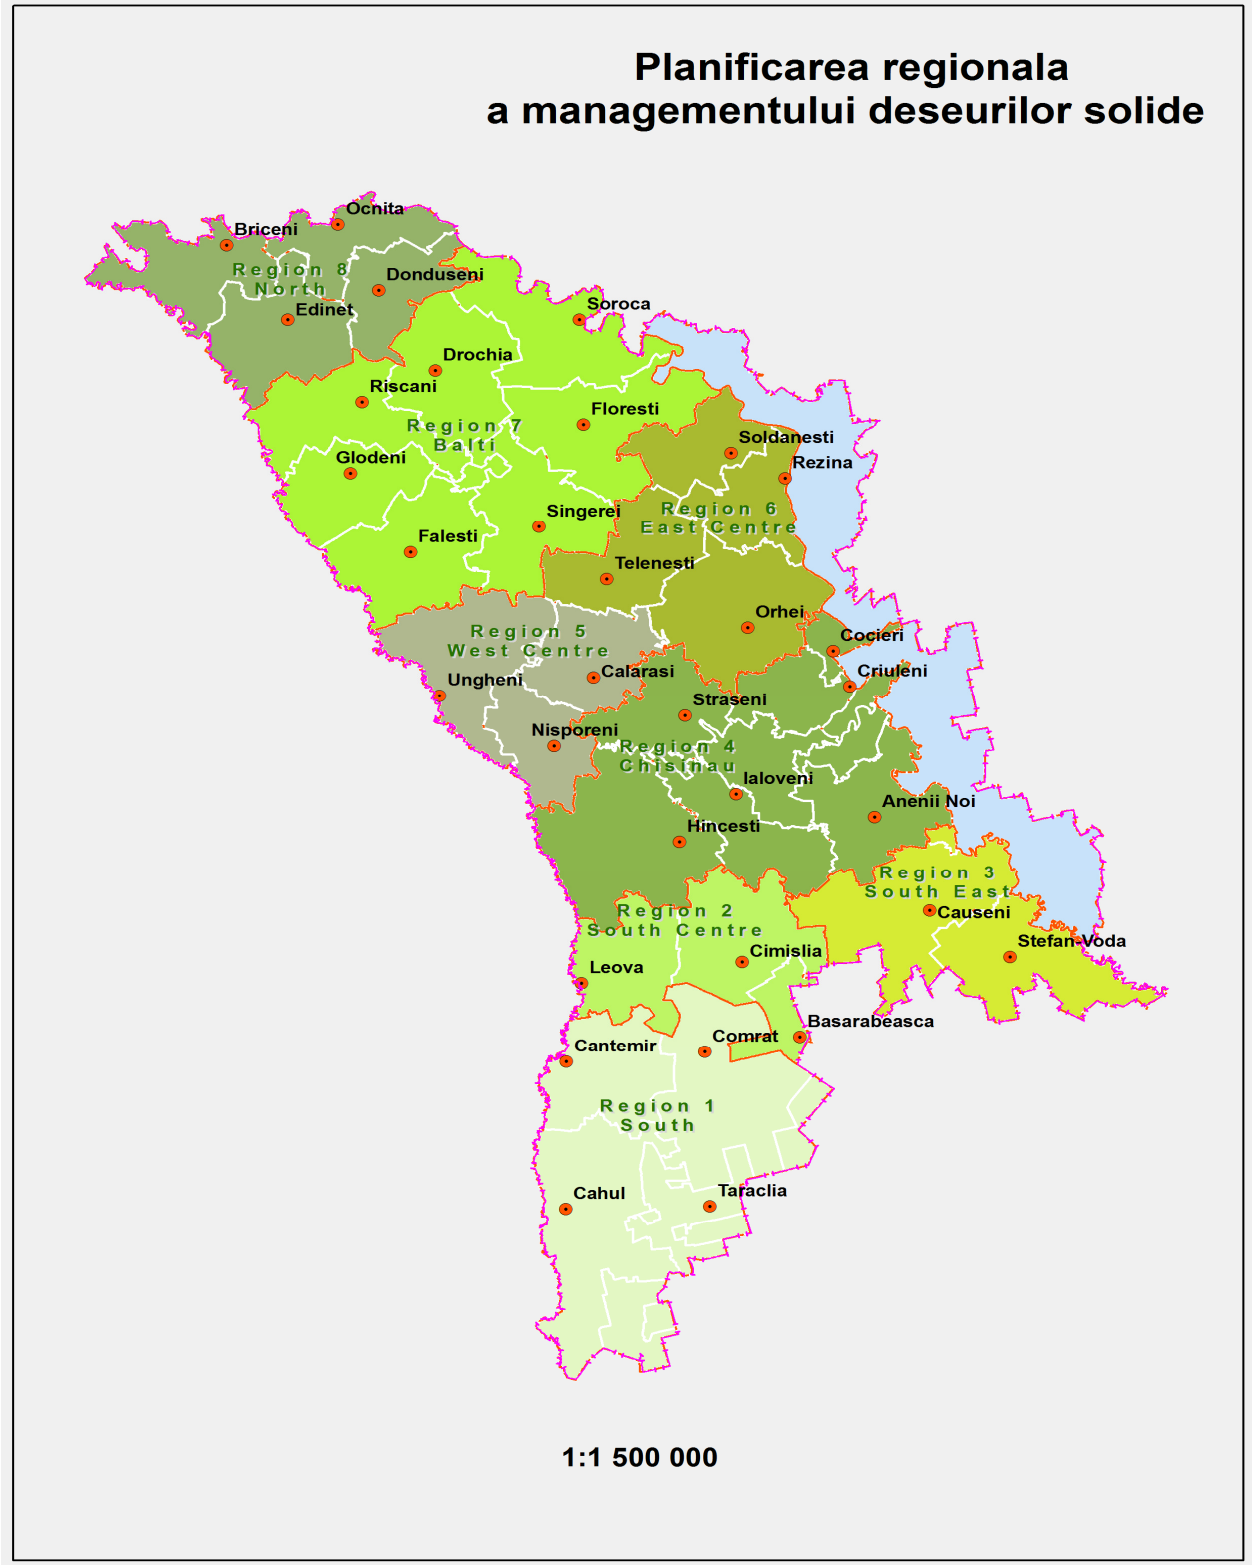 Planificarea regionala
a managementului deseurilor solide
Ocnita
Briceni
Region 8
North
Donduseni
Edinet
Soroca
Drochia
Riscani
Floresti
Region 7
Balti
Soldanesti
Glodeni
Rezina
Singerei
Region 6
East Centre
Falesti
Telenesti
Orhei
Region 5
West Centre
Cocieri
Calarasi
Criuleni
Ungheni
Straseni
Nisporeni
Region 4
Chisinau
Ialoveni
Anenii Noi
Hincesti
Region 3
South East
Region 2
South Centre
Causeni
Stefan-Voda
Cimislia
Leova
Basarabeasca
Comrat
Cantemir
Region 1
South
Taraclia
Cahul
1:1 500 000